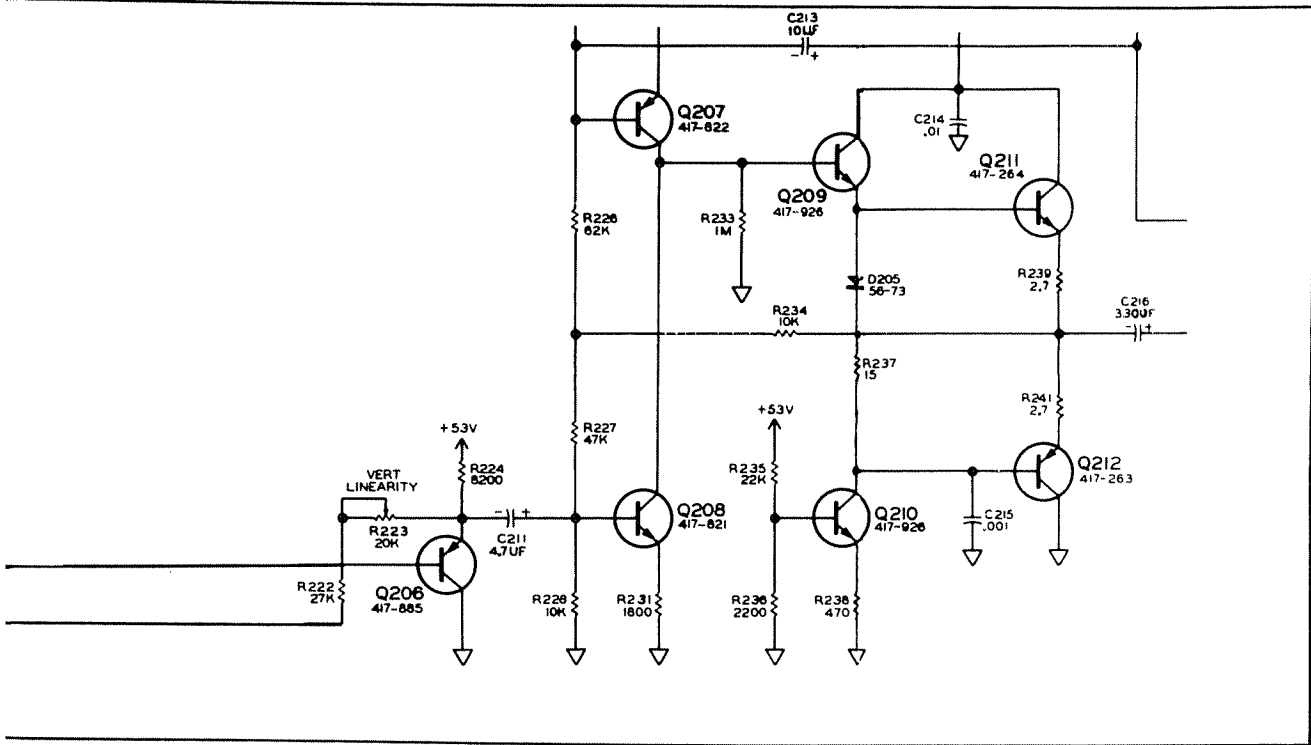 C213
10UF
Q207
417-822
C214
.01
Q211
417-264
Q209
417-926
R226
62K
R233
1M
D205
56-73
R239
2.7
C216
330UF
R234
10K
R237
15
+53V
R241
2.7
+53V
R227
47K
R224
8200
VERT
LINEARITY
R235
22K
Q212
417-263
Q208
417-821
Q210
417-926
C215
.001
R223
20K
C211
4.7UF
R222
27K
Q206
417-885
R228
10K
R231
1800
R236
2200
R238
470